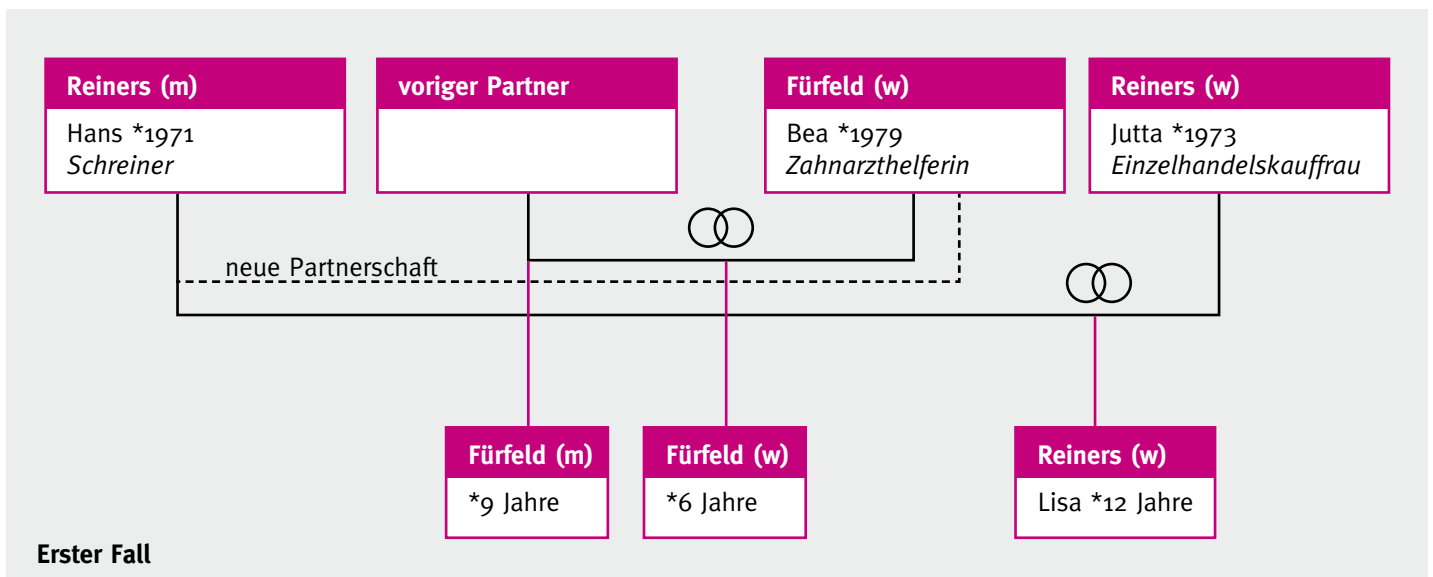 Reiners (m)
Hans *1971
Schreiner
voriger Partner
Fürfeld (w)
Bea *1979
Zahnarzthelferin
Reiners (w)
Jutta *1973
Einzelhandelskauffrau
neue Partnerschaft
Fürfeld (m)
*9 Jahre
Fürfeld (w)
*6 Jahre
Reiners (w)
Lisa *12 Jahre
Erster Fall